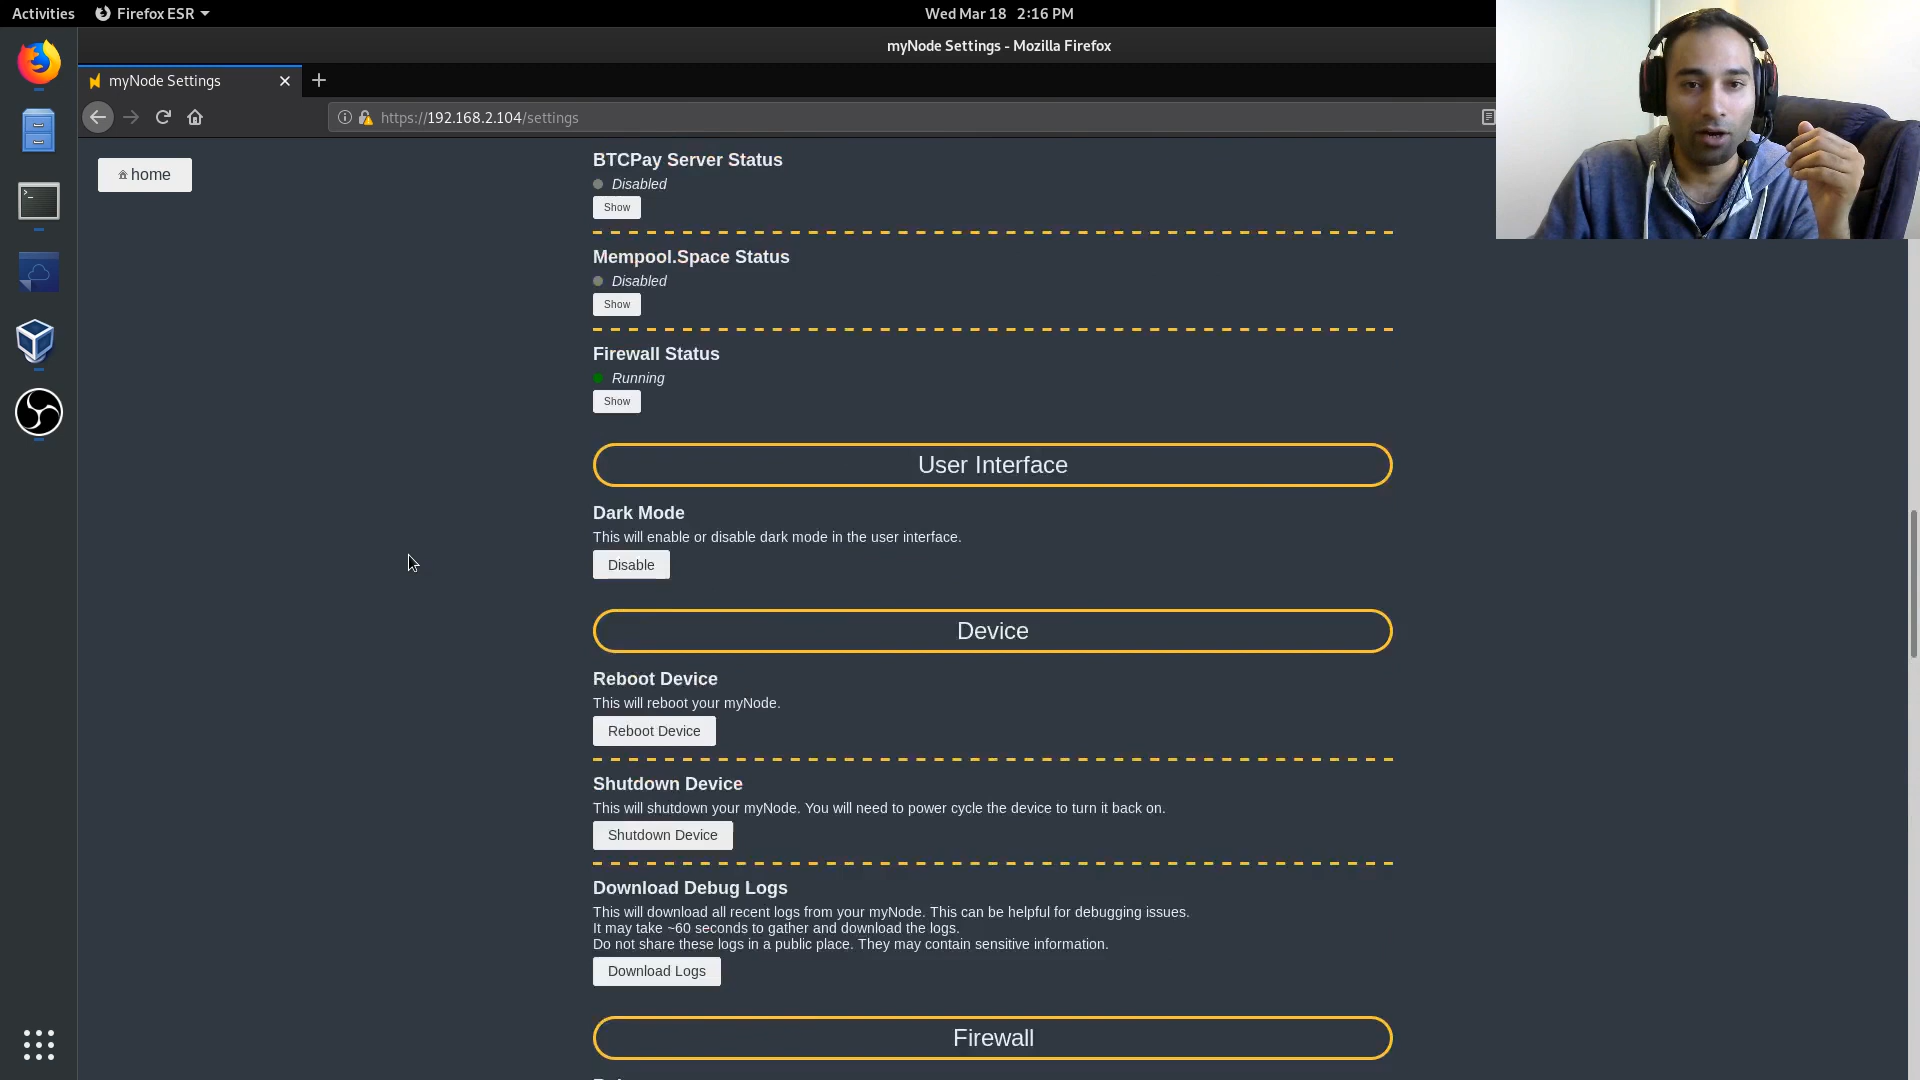 Activities
Firefox ESR
Wed Mar 18 2:16 PM
myNode Settings - Mozilla Firefox
myNode Settings
https://192.168.2.104/settings
home
BTCPay Server Status
Disabled
Show
Mempool.Space Status
Disabled
Show
Firewall Status
Running
Show
User Interface
Dark Mode
This will enable or disable dark mode in the user interface.
Disable
Device
Reboot Device
This will reboot your myNode.
Reboot Device
Shutdown Device
This will shutdown your myNode. You will need to power cycle the device to turn it back on.
Shutdown Device
Download Debug Logs
This will download all recent logs from your myNode. This can be helpful for debugging issues.
It may take ~60 seconds to gather and download the logs.
Do not share these logs in a public place. They may contain sensitive information.
Download Logs
Firewall